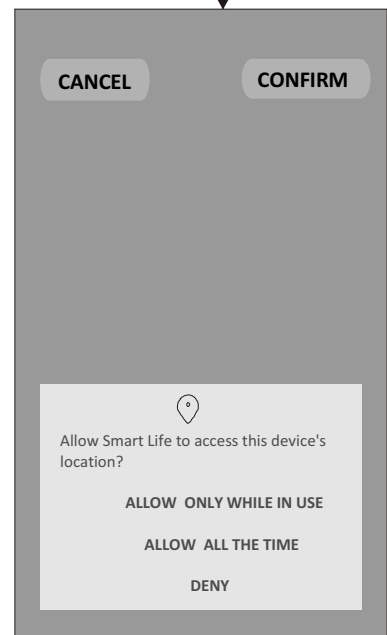 CANCEL
CONFIRM
Allow Smart Life to access this device's
location?
ALLOW ONLY WHILE IN USE
ALLOW ALL THE TIME
DENY